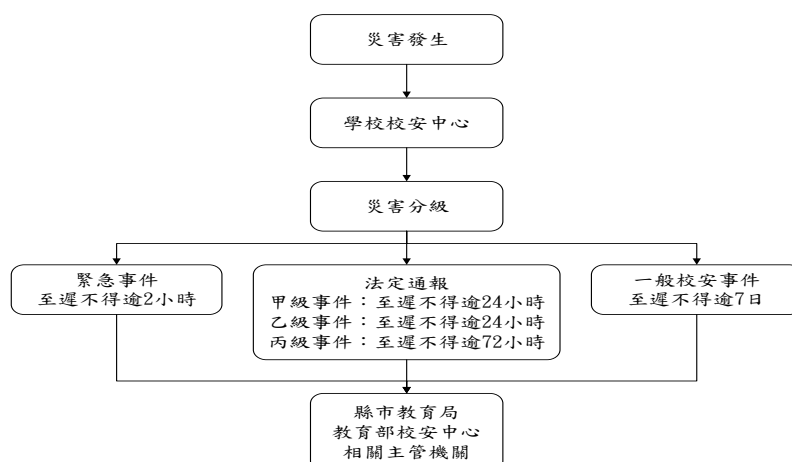 災害發生
學校校安中心
災害分級
緊急事件
至遲不得逾2小時
法定通報
甲級事件：至遲不得逾24小時
乙級事件：至遲不得逾24小時
丙級事件：至遲不得逾72小時
一般校安事件
至遲不得逾7日
縣市教育局
教育部校安中心
相關主管機關